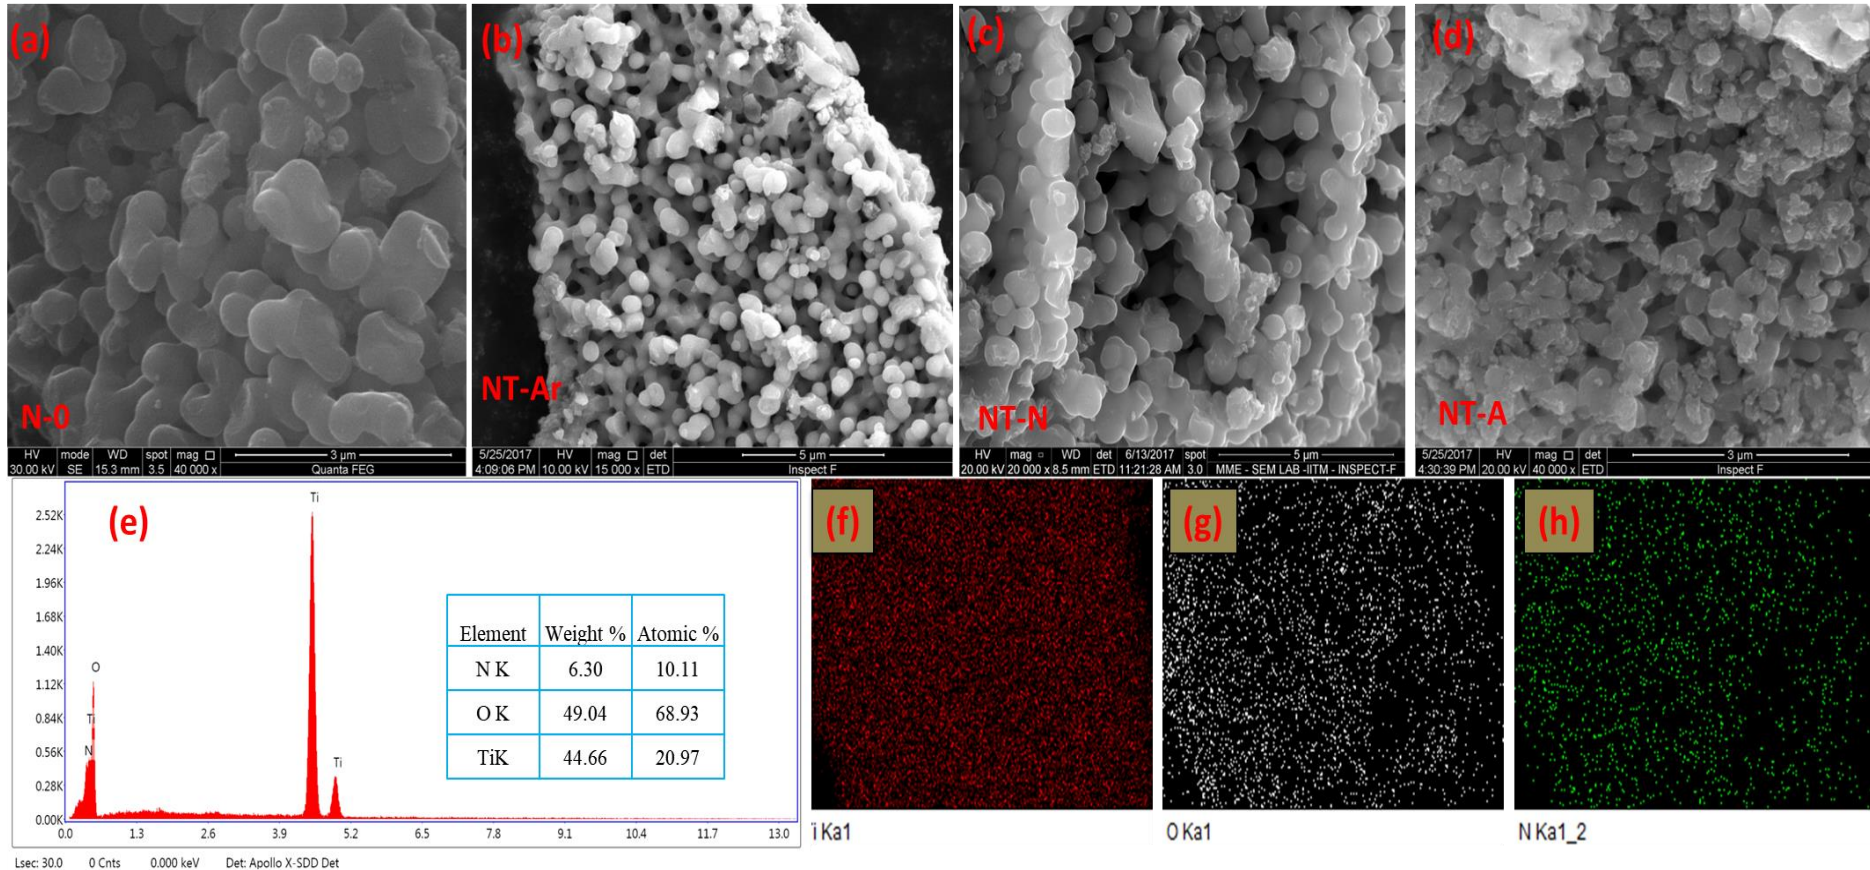 (a)
N-0
HV mode WD spot mag □ 3 µm
30.00 kV SE 15.3 mm 3.5 40 000 x Quanta FEG
(b)
NT-Ar
5/25/2017 HV mag □ det 5 µm
4:09:06 PM 10.00 kV 15 000 x ETD Inspect F
(c)
NT-N
HV mag □ WD det 6/13/2017 spot 5 µm
20.00 kV 20 000 x 8.5 mm ETD 11:21:28 AM 3.0 MME - SEM LAB -IITM - INSPECT-F
(d)
NT-A
5/25/2017 HV mag □ det 3 µm
4:30:39 PM 20.00 kV 40 000 x ETD Inspect F
(e)
2.52K
2.24K
1.96K
1.68K
1.40K
1.12K
0.84K
0.56K
0.28K
0.00K
Ti
O
Ti
N
Ti
0.0 1.3 2.6 3.9 5.2 6.5 7.8 9.1 10.4 11.7 13.0
Element Weight % Atomic %
N K 6.30 10.11
O K 49.04 68.93
TiK 44.66 20.97
Lsec: 30.0 0 Cnts 0.000 keV Det: Apollo X-SDD Det
(f)
i Ka1
(g)
O Ka1
(h)
N Ka1_2